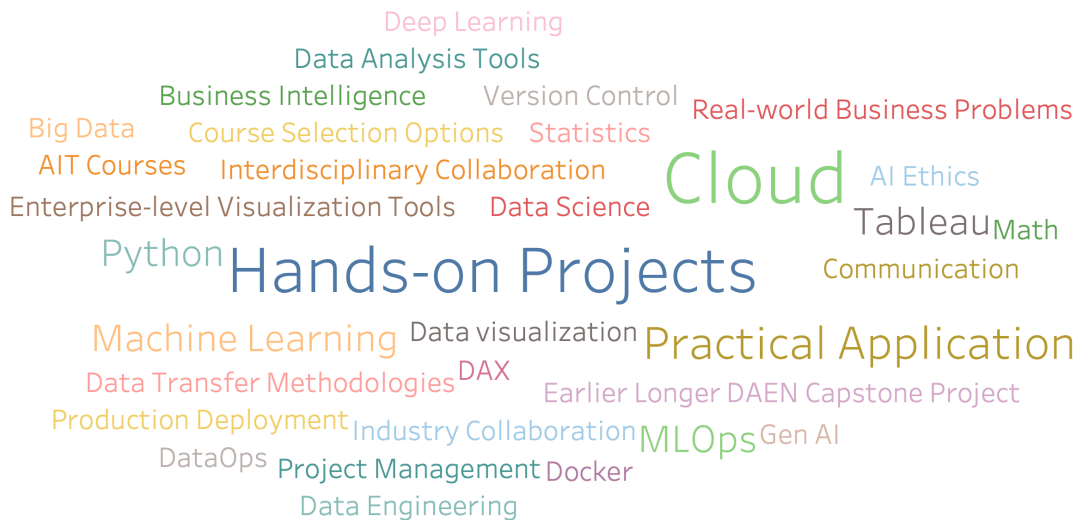 Deep Learning
Data Analysis Tools
Business Intelligence
Version Control
Real-world Business Problems
Big Data
Course Selection Options
Statistics
AIT Courses
Interdisciplinary Collaboration
Cloud
AI Ethics
Enterprise-level Visualization Tools
Data Science
Tableau
Math
Python
Hands-on Projects
Communication
Machine Learning
Data visualization
Practical Application
Data Transfer Methodologies
DAX
Earlier Longer DAEN Capstone Project
Production Deployment
Industry Collaboration
MLOps
Gen AI
DataOps
Project Management
Docker
Data Engineering